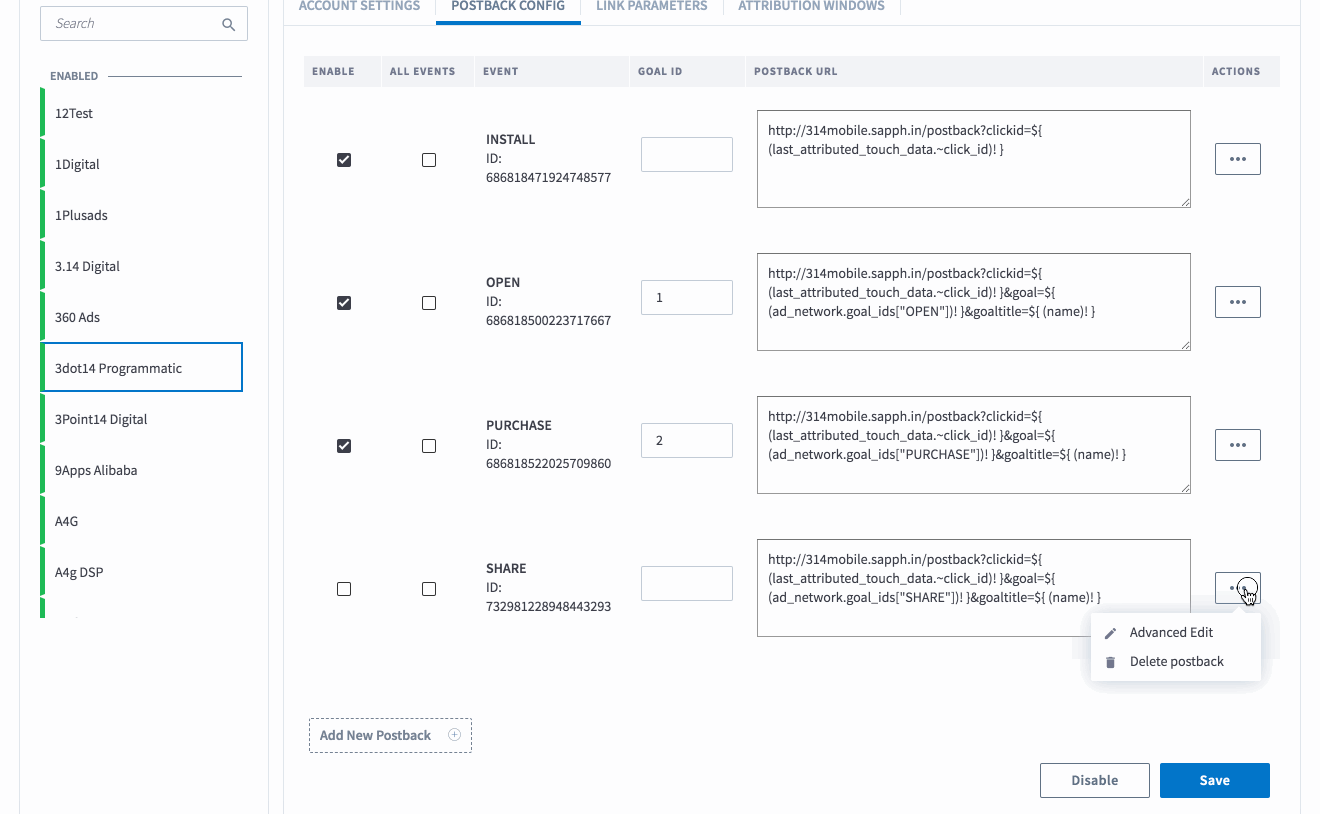 ACCOUNT SETTINGS
POSTBACK CONFIG
LINK PARAMETERS
ATTRIBUTION WINDOWS
Search
ENABLED
12Test
1Digital
1Plusads
3.14 Digital
360 Ads
3dot14 Programmatic
3Point14 Digital
9Apps Alibaba
A4G
A4g DSP
ENABLE
ALL EVENTS
EVENT
GOAL ID
POSTBACK URL
ACTIONS
INSTALL
ID:
686818471924748577
http://314mobile.sapph.in/postback?clickid=${
(last_attributed_touch_data.~click_id)! }
OPEN
ID:
686818500223717667
1
http://314mobile.sapph.in/postback?clickid=${
(last_attributed_touch_data.~click_id)! }&goal=${
(ad_network.goal_ids["OPEN"])! }&goaltitle=${ (name)! }
PURCHASE
ID:
686818522025709860
2
http://314mobile.sapph.in/postback?clickid=${
(last_attributed_touch_data.~click_id)! }&goal=${
(ad_network.goal_ids["PURCHASE"])! }&goaltitle=${ (name)! }
SHARE
ID:
732981228948443293
http://314mobile.sapph.in/postback?clickid=${
(last_attributed_touch_data.~click_id)! }&goal=${
(ad_network.goal_ids["SHARE"])! }&goaltitle=${ (name)! }
Advanced Edit
Delete postback
Add New Postback
Disable
Save